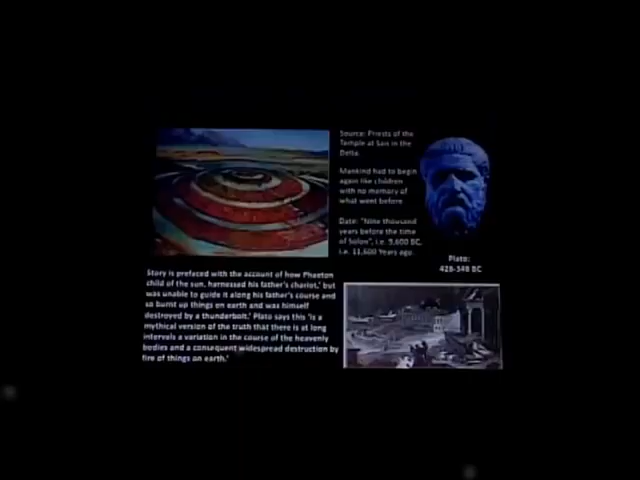 Source: Priests of the
Temple at Sais in the
Delta.
Mankind had to begin
again like children
with no memory of
what went before
Date: "Nine thousand
years before the time
of Solon", i.e. 9,600 BC,
i.e. 11,600 Years ago.
Plato:
428-348 BC
Story is prefaced with the account of how Phaeton
child of the sun, harnessed his father's chariot,' but
was unable to guide it along his father's course and
so burnt up things on earth and was himself
destroyed by a thunderbolt.' Plato says this 'is a
mythical version of the truth that there is at long
intervals a variation in the course of the heavenly
bodies and a consequent widespread destruction by
fire of things on earth.'